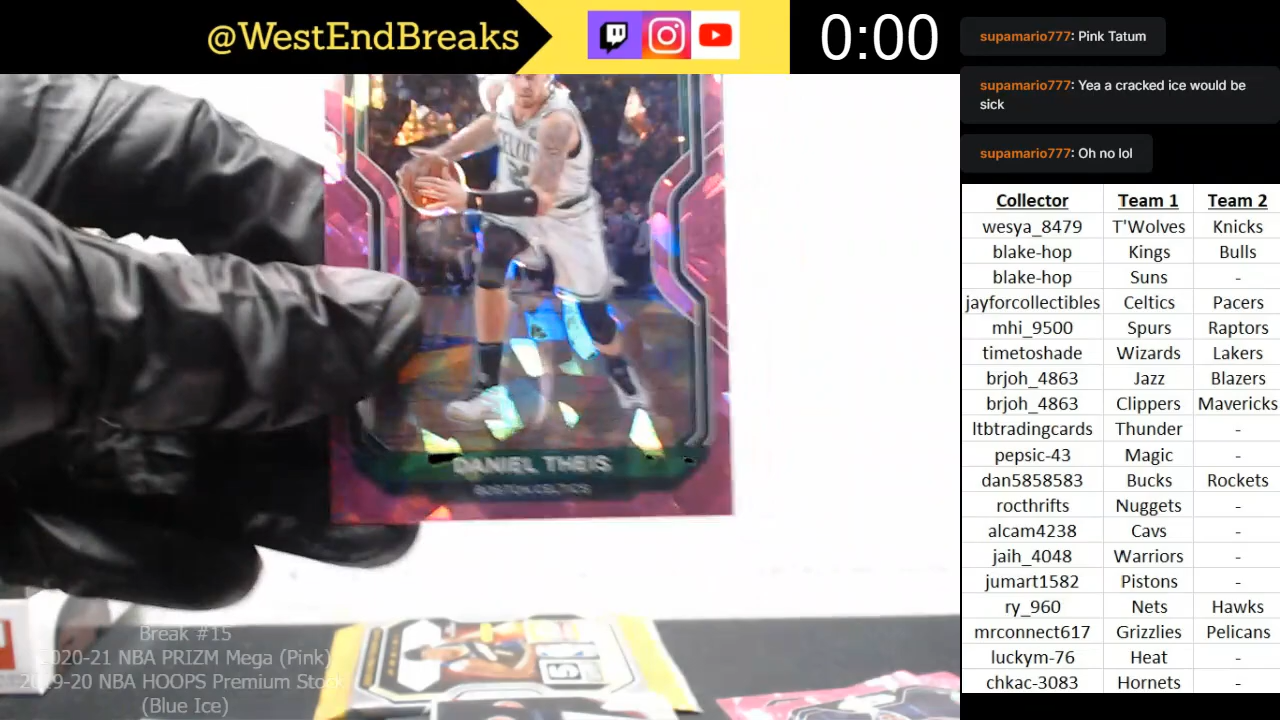 @WestEndBreaks
0:00
supamario777: Pink Tatum
supamario777: Yea a cracked ice would be
sick
supamario777: Oh no lol
Collector Team 1 Team 2
wesya_8479 T'Wolves Knicks
blake-hop Kings Bulls
blake-hop Suns -
jayforcollectibles Celtics Pacers
mhi_9500 Spurs Raptors
timetoshade Wizards Lakers
brjoh_4863 Jazz Blazers
brjoh_4863 Clippers Mavericks
ltbtradingcards Thunder -
pepsic-43 Magic -
dan5858583 Bucks Rockets
rocthrifts Nuggets -
alcam4238 Cavs -
jaih_4048 Warriors -
jumart1582 Pistons -
ry_960 Nets Hawks
mrconnect617 Grizzlies Pelicans
luckym-76 Heat -
chkac-3083 Hornets -
DANIEL THEIS
BOSTON CELTICS
Break #15
2020-21 NBA PRIZM Mega (Pink)
2019-20 NBA HOOPS Premium Stock
(Blue Ice)